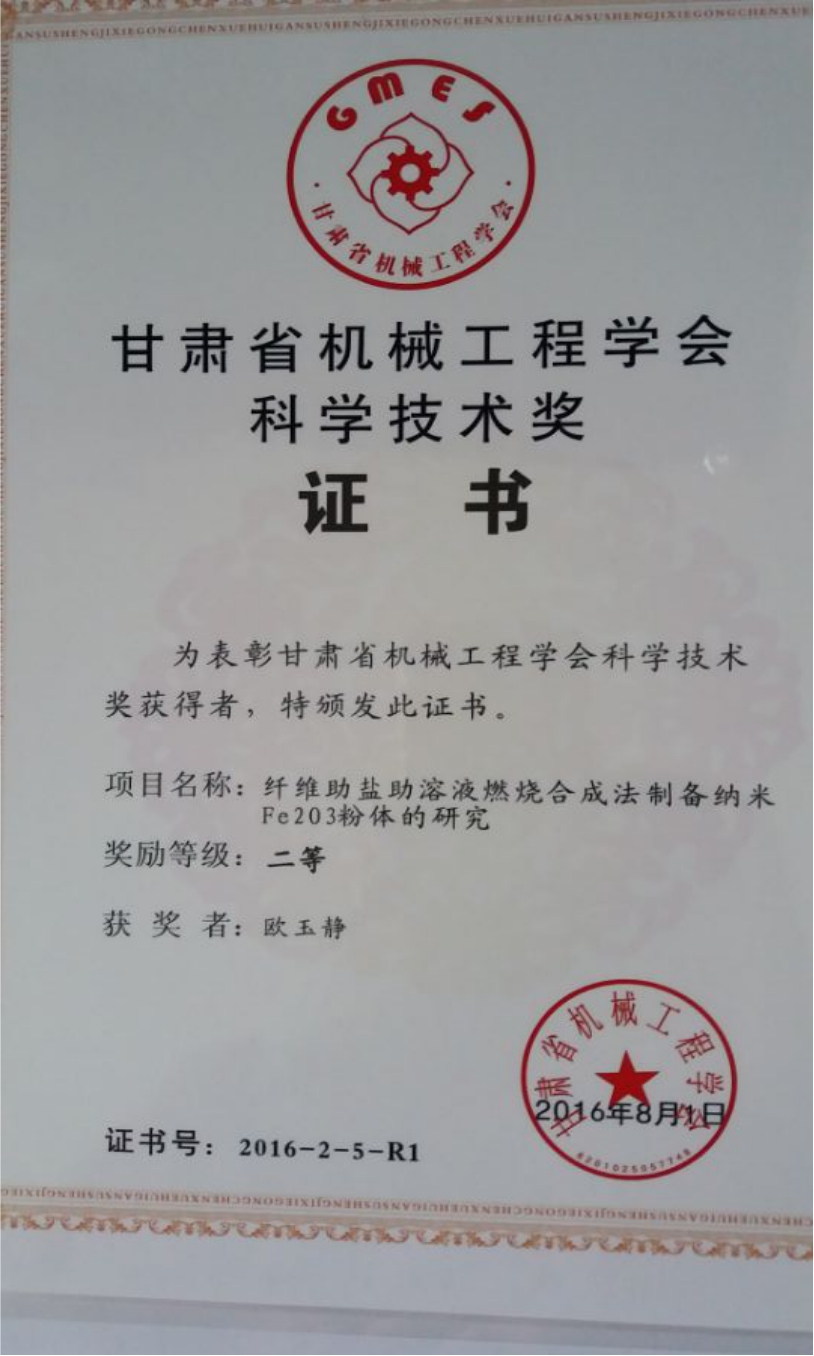 GMES
·甘肃省机械工程学会·
甘肃省机械工程学会
科学技术奖
证 书
为表彰甘肃省机械工程学会科学技术
奖获得者，特颁发此证书。
项目名称：纤维助盐助溶液燃烧合成法制备纳米
Fe2O3粉体的研究
奖励等级：二等
获 奖 者：欧玉静
甘肃省机械工程学会
2016年8月1日
6201025057748
证书号：2016-2-5-R1